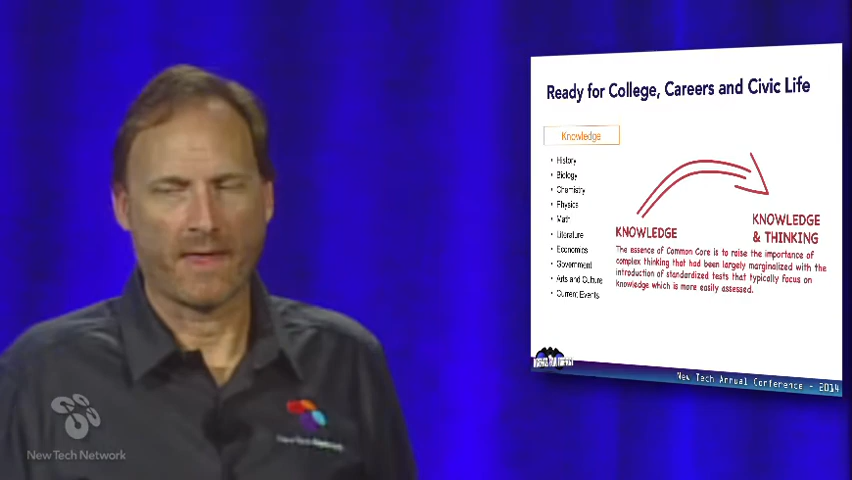 Ready for College, Careers and Civic Life
Knowledge
• History
• Biology
• Chemistry
• Physics
• Math
• Literature
• Economics
• Government
• Arts and Culture
• Current Events
KNOWLEDGE
KNOWLEDGE
& THINKING
The essence of Common Core is to raise the importance of
complex thinking that had been largely marginalized with the
introduction of standardized tests that typically focus on
knowledge which is more easily assessed.
New Tech Annual Conference - 2014
New Tech Network
New Tech Network